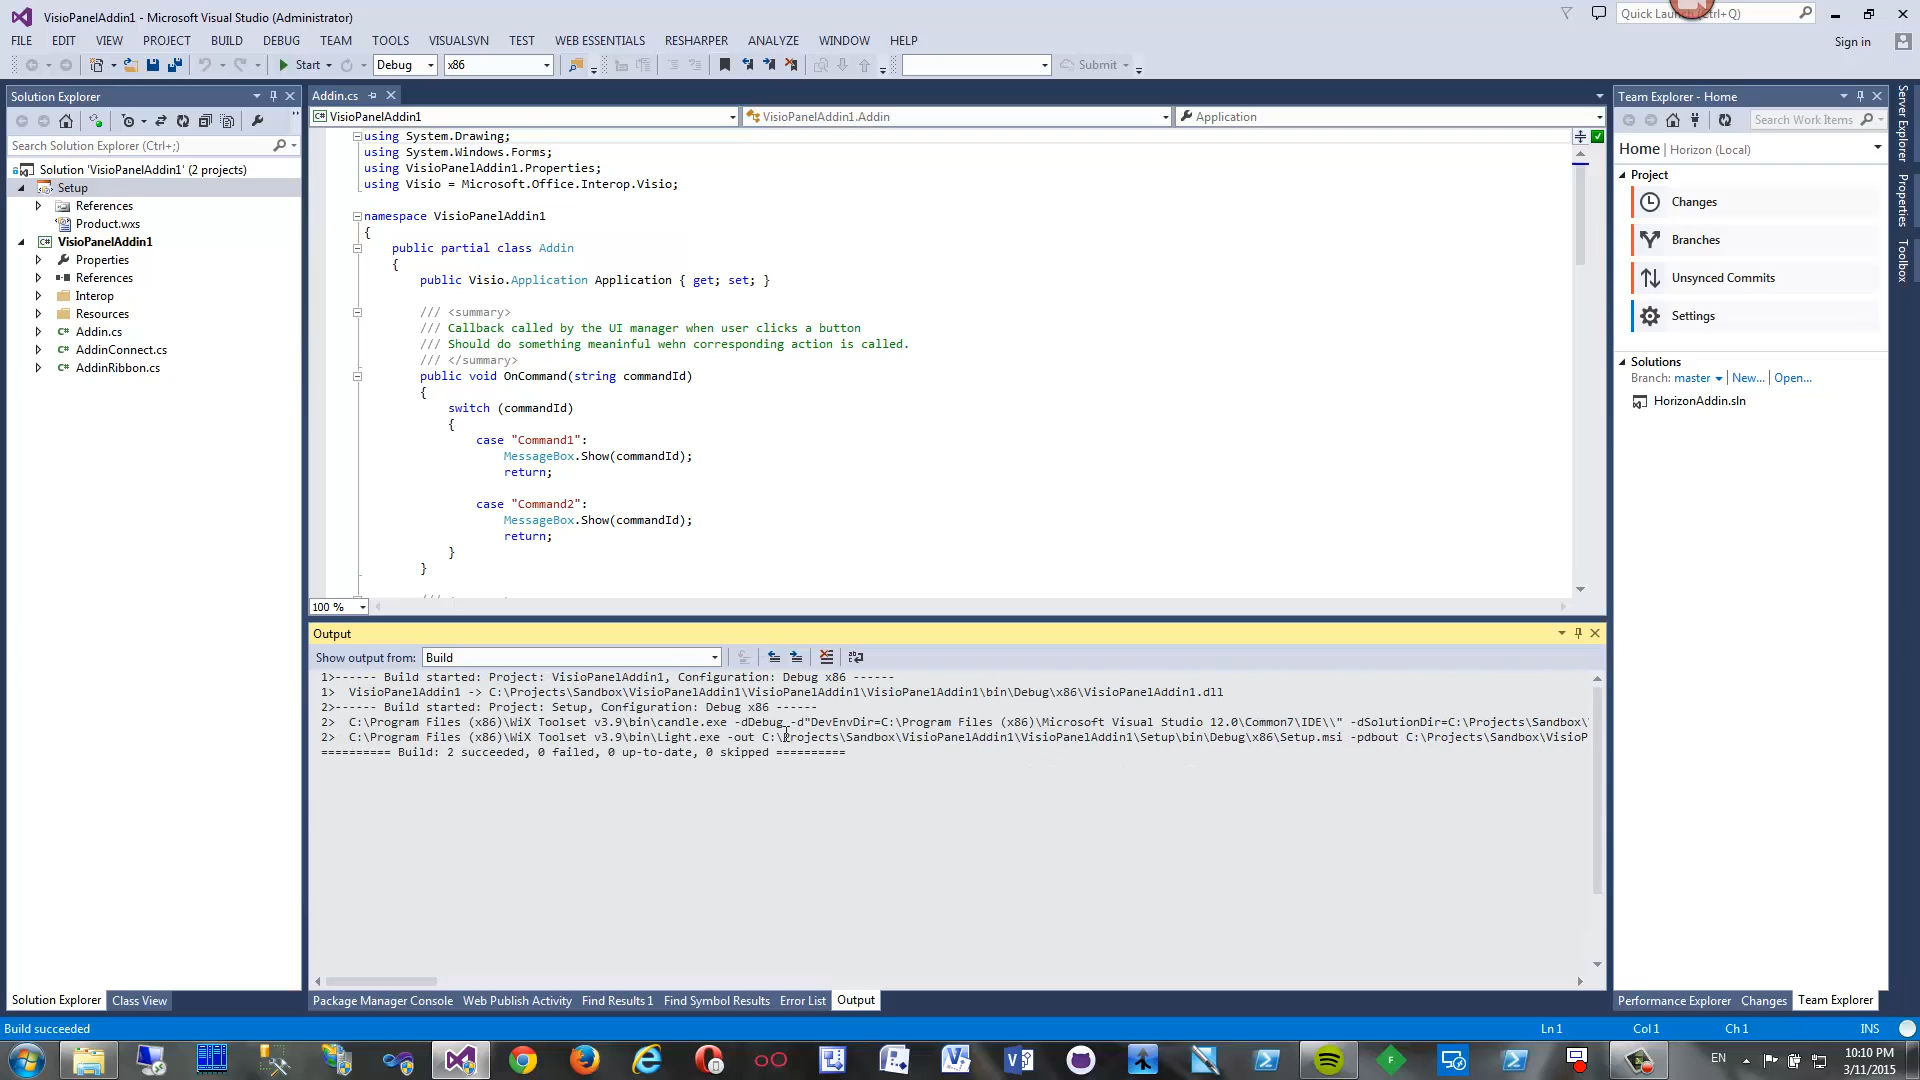 VisioPanelAddin1 - Microsoft Visual Studio (Administrator)
Quick Launch (Ctrl+Q)
FILE EDIT VIEW PROJECT BUILD DEBUG TEAM TOOLS VISUALSVN TEST WEB ESSENTIALS RESHARPER ANALYZE WINDOW HELP
Sign in
Start Debug x86 Submit
Solution Explorer
Search Solution Explorer (Ctrl+;)
Solution 'VisioPanelAddin1' (2 projects)
Setup
References
Product.wxs
C# VisioPanelAddin1
Properties
References
Interop
Resources
C# Addin.cs
C# AddinConnect.cs
C# AddinRibbon.cs
Solution Explorer Class View
Addin.cs
C# VisioPanelAddin1 VisioPanelAddin1.Addin Application
using System.Drawing;
using System.Windows.Forms;
using VisioPanelAddin1.Properties;
using Visio = Microsoft.Office.Interop.Visio;
namespace VisioPanelAddin1
{
public partial class Addin
{
public Visio.Application Application { get; set; }
/// <summary>
/// Callback called by the UI manager when user clicks a button
/// Should do something meaninful wehn corresponding action is called.
/// </summary>
public void OnCommand(string commandId)
{
switch (commandId)
{
case "Command1":
MessageBox.Show(commandId);
return;
case "Command2":
MessageBox.Show(commandId);
return;
}
}
100 %
Output
Show output from: Build
1>------ Build started: Project: VisioPanelAddin1, Configuration: Debug x86 ------
1>  VisioPanelAddin1 -> C:\Projects\Sandbox\VisioPanelAddin1\VisioPanelAddin1\VisioPanelAddin1\bin\Debug\x86\VisioPanelAddin1.dll
2>------ Build started: Project: Setup, Configuration: Debug x86 ------
2>  C:\Program Files (x86)\WiX Toolset v3.9\bin\candle.exe -dDebug -d"DevEnvDir=C:\Program Files (x86)\Microsoft Visual Studio 12.0\Common7\IDE\\" -dSolutionDir=C:\Projects\Sandbox\
2>  C:\Program Files (x86)\WiX Toolset v3.9\bin\Light.exe -out C:\Projects\Sandbox\VisioPanelAddin1\VisioPanelAddin1\Setup\bin\Debug\x86\Setup.msi -pdbout C:\Projects\Sandbox\VisioP
========== Build: 2 succeeded, 0 failed, 0 up-to-date, 0 skipped ==========
Package Manager Console Web Publish Activity Find Results 1 Find Symbol Results Error List Output
Team Explorer - Home
Search Work Items
Home | Horizon (Local)
Project
Changes
Branches
Unsynced Commits
Settings
Solutions
Branch: master | New... | Open...
HorizonAddin.sln
Performance Explorer Changes Team Explorer
Server Explorer
Properties
Toolbox
Build succeeded Ln 1 Col 1 Ch 1 INS
EN
10:10 PM
3/11/2015